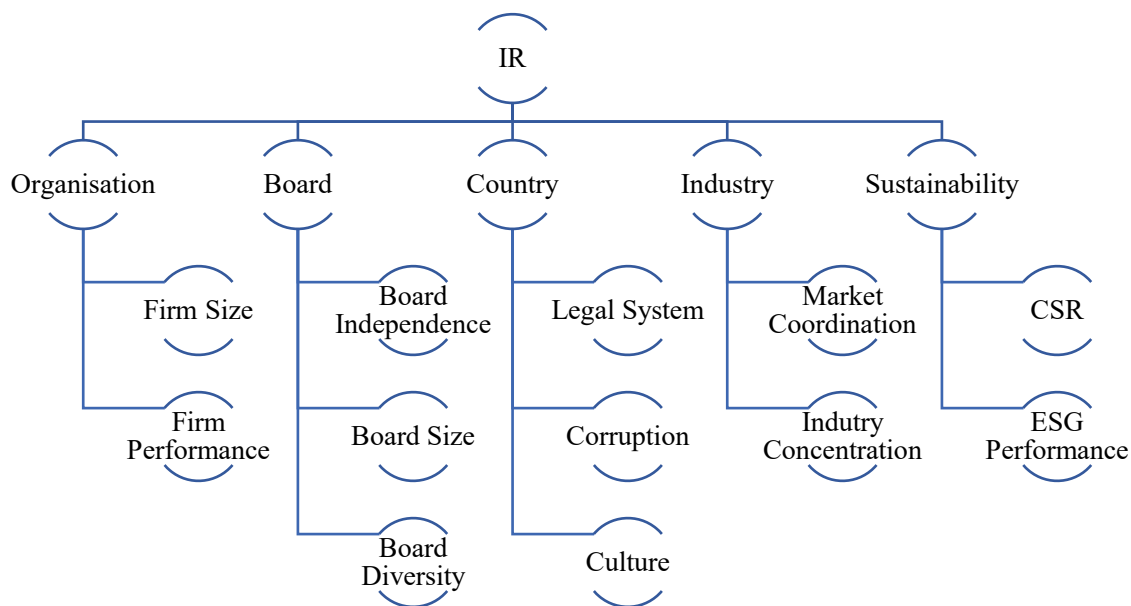 IR
Organisation
Board
Country
Industry
Sustainability
Firm Size
Board
Independence
Legal System
Market
Coordination
CSR
Firm
Performance
Board Size
Corruption
Indutry
Concentration
ESG
Performance
Board
Diversity
Culture